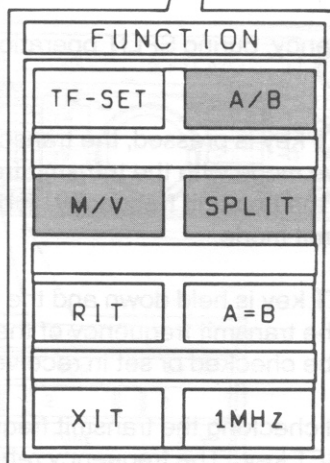 FUNCTION
TF-SET A/B
M/V SPLIT
RIT A=B
XIT 1MHz